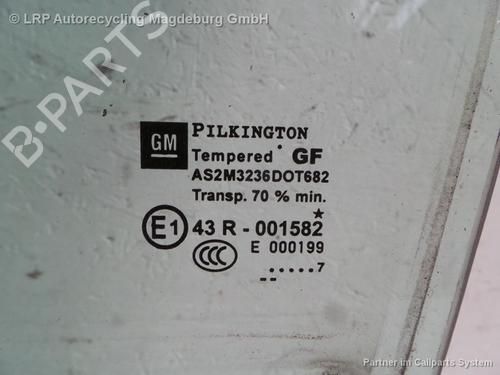 © LRP Autorecycling Magdeburg GmbH
B-PARTS
GM PILKINGTON
Tempered GF
AS2M3236DOT682
Transp. 70 % min.
E1 43 R - 001582
E 000199
CCC
.....7
--
Partner im Callparts System